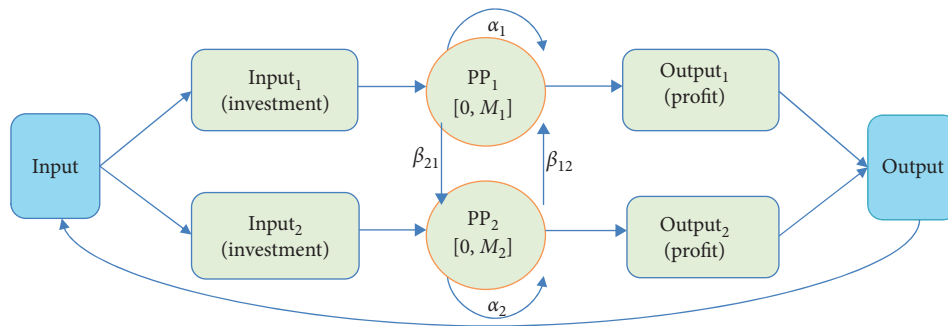 α₁
Input₁
(investment)
PP₁
[0, M₁]
Output₁
(profit)
Input
β₂₁
β₁₂
Output
Input₂
(investment)
PP₂
[0, M₂]
Output₂
(profit)
α₂